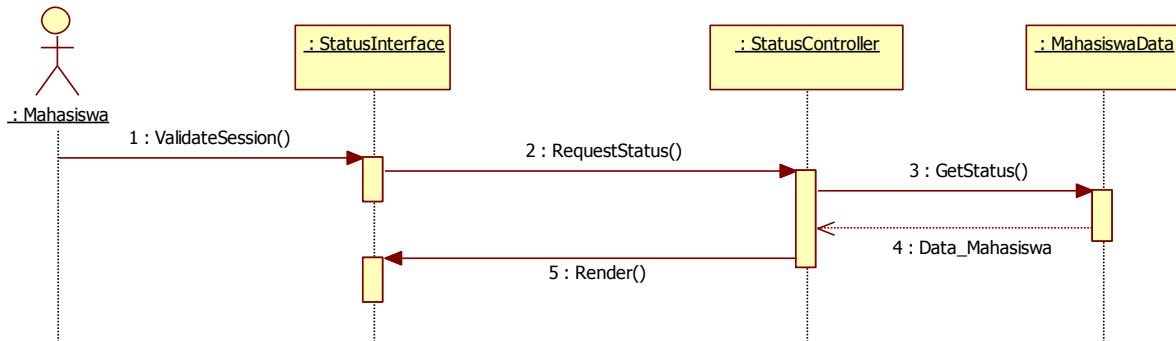 : StatusInterface
: StatusController
: MahasiswaData
: Mahasiswa
1 : ValidateSession()
2 : RequestStatus()
3 : GetStatus()
4 : Data_Mahasiswa
5 : Render()